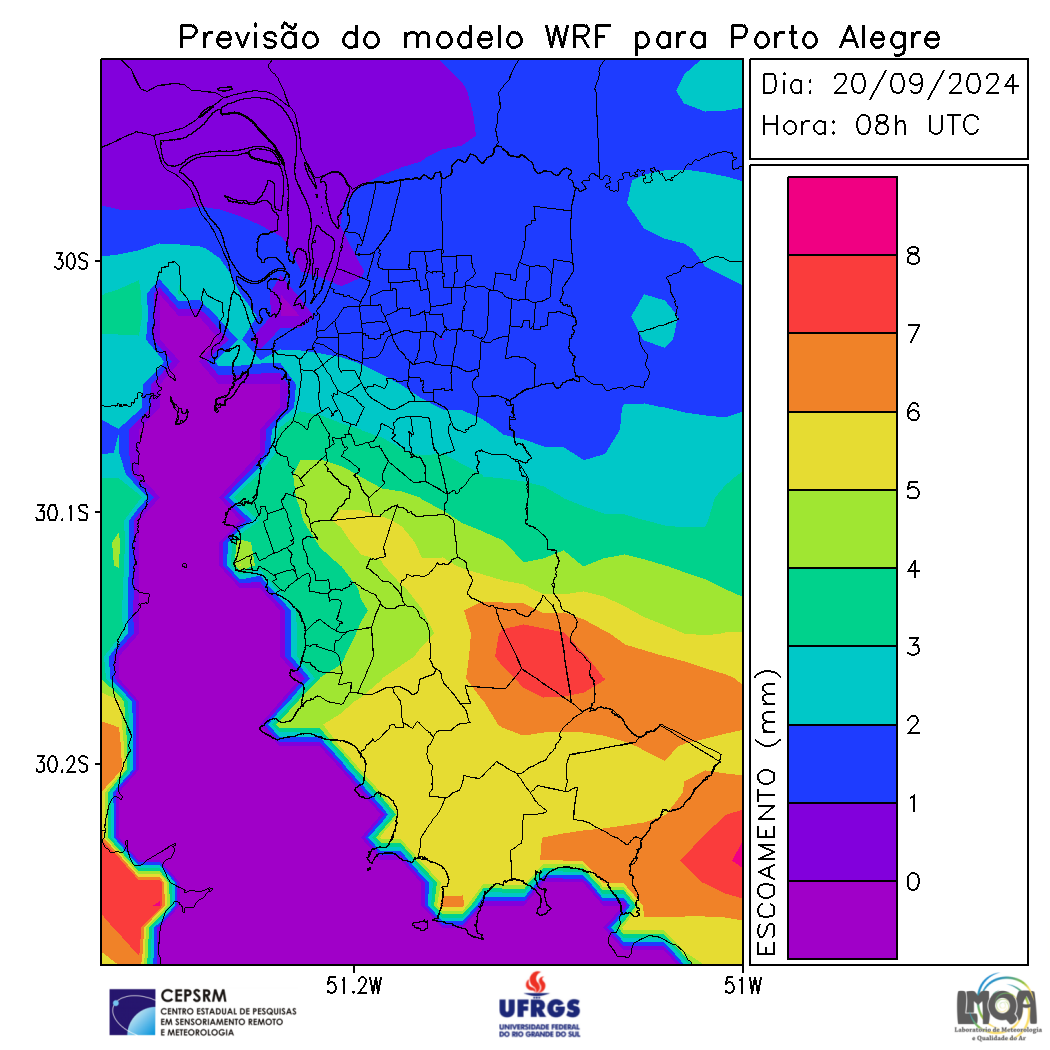 Previsão do modelo WRF para Porto Alegre
Dia: 20/09/2024
Hora: 08h UTC
30S
30.1S
30.2S
51.2W
51W
ESCOAMENTO (mm)
8
7
6
5
4
3
2
1
0
CEPSRM
CENTRO ESTADUAL DE PESQUISAS
EM SENSORIAMENTO REMOTO
E METEOROLOGIA
UFRGS
UNIVERSIDADE FEDERAL
DO RIO GRANDE DO SUL
LMQA
Laboratório de Meteorologia
e Qualidade do Ar